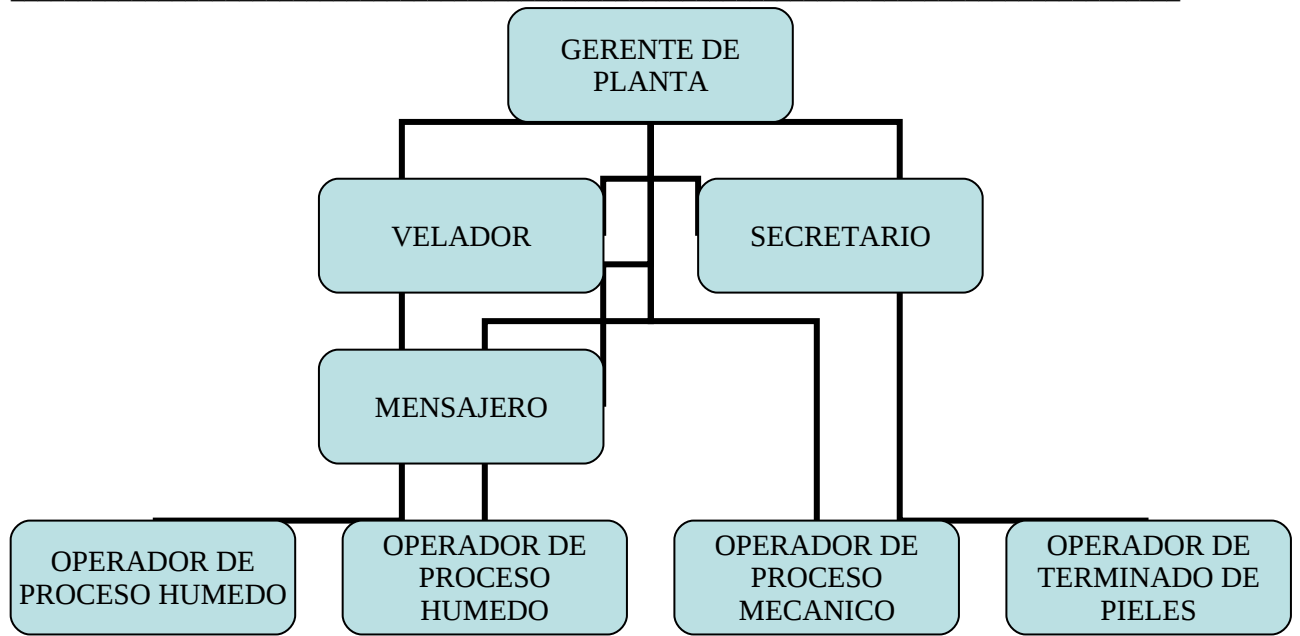 GERENTE DE
PLANTA
VELADOR
SECRETARIO
MENSAJERO
OPERADOR DE
PROCESO HUMEDO
OPERADOR DE
PROCESO
HUMEDO
OPERADOR DE
PROCESO
MECANICO
OPERADOR DE
TERMINADO DE
PIELES